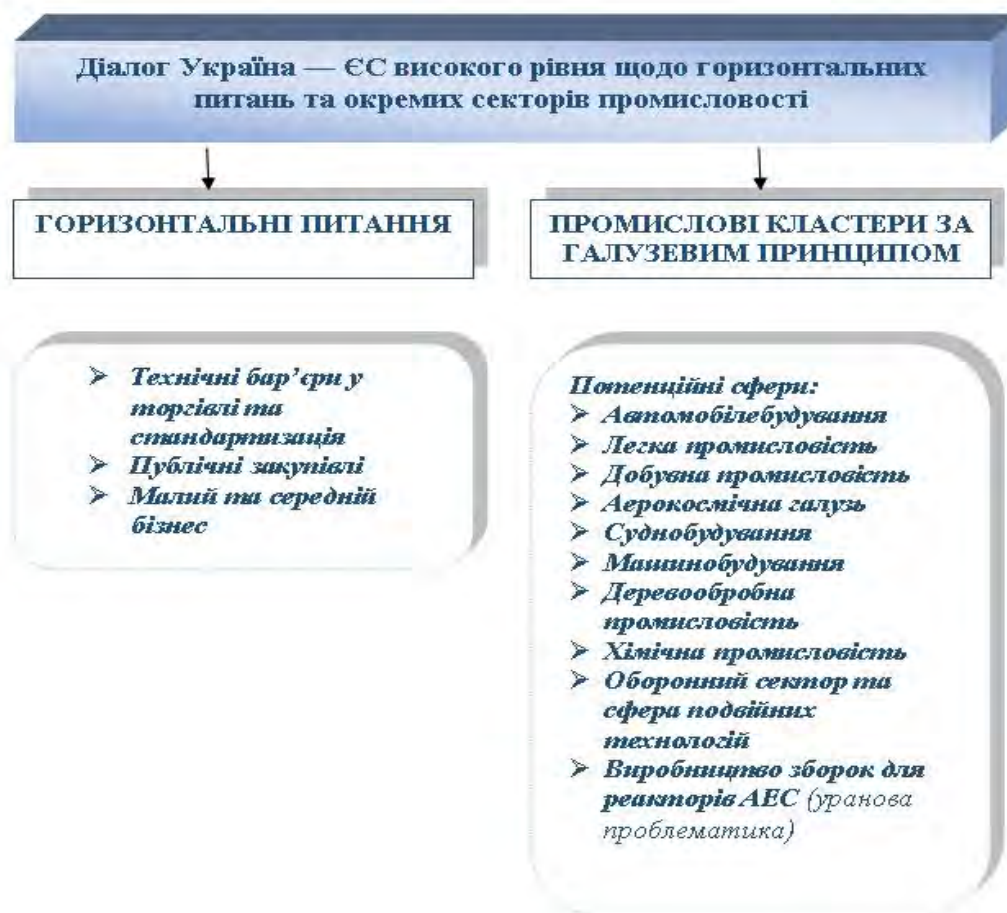 Діалог Україна — ЄС високого рівня щодо горизонтальних
питань та окремих секторів промисловості
ГОРИЗОНТАЛЬНІ ПИТАННЯ
ПРОМИСЛОВІ КЛАСТЕРИ ЗА
ГАЛУЗЕВИМ ПРИНЦИПОМ
➢ Технічні бар’єри у
торгівлі та
стандартизація
➢ Публічні закупівлі
➢ Малий та середній
бізнес
Потенційні сфери:
➢ Автомобілебудування
➢ Легка промисловість
➢ Добувна промисловість
➢ Аерокосмічна галузь
➢ Суднобудування
➢ Машинобудування
➢ Деревообробна
промисловість
➢ Хімічна промисловість
➢ Оборонний сектор та
сфера подвійних
технологій
➢ Виробництво зборок для
реакторів АЕС (уранова
проблематика)